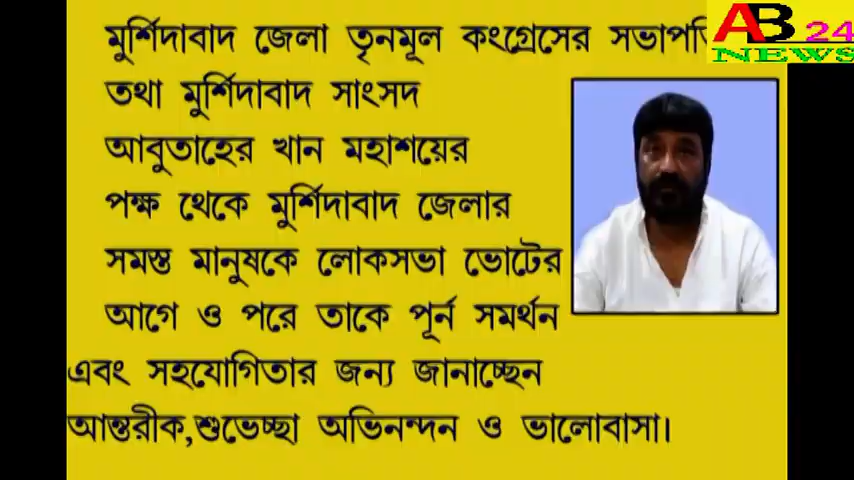 মুর্শিদাবাদ জেলা তৃনমূল কংগ্রেসের সভাপতি
তথা মুর্শিদাবাদ সাংসদ
আবুতাহের খান মহাশয়ের
পক্ষ থেকে মুর্শিদাবাদ জেলার
সমস্ত মানুষকে লোকসভা ভোটের
আগে ও পরে তাকে পূর্ন সমর্থন
এবং সহযোগিতার জন্য জানাচ্ছেন
আন্তরীক,শুভেচ্ছা অভিনন্দন ও ভালোবাসা।
AB 24
NEWS